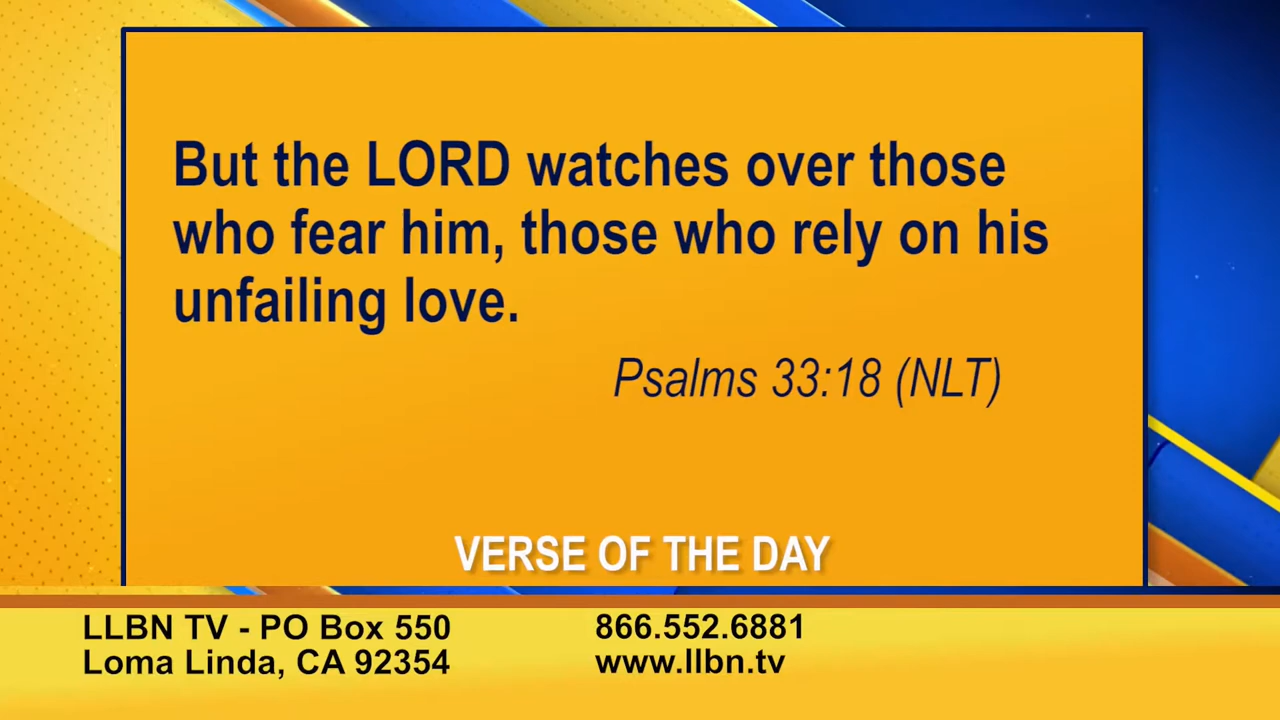 But the LORD watches over those
who fear him, those who rely on his
unfailing love.
Psalms 33:18 (NLT)
VERSE OF THE DAY
LLBN TV - PO Box 550
Loma Linda, CA 92354
866.552.6881
www.llbn.tv